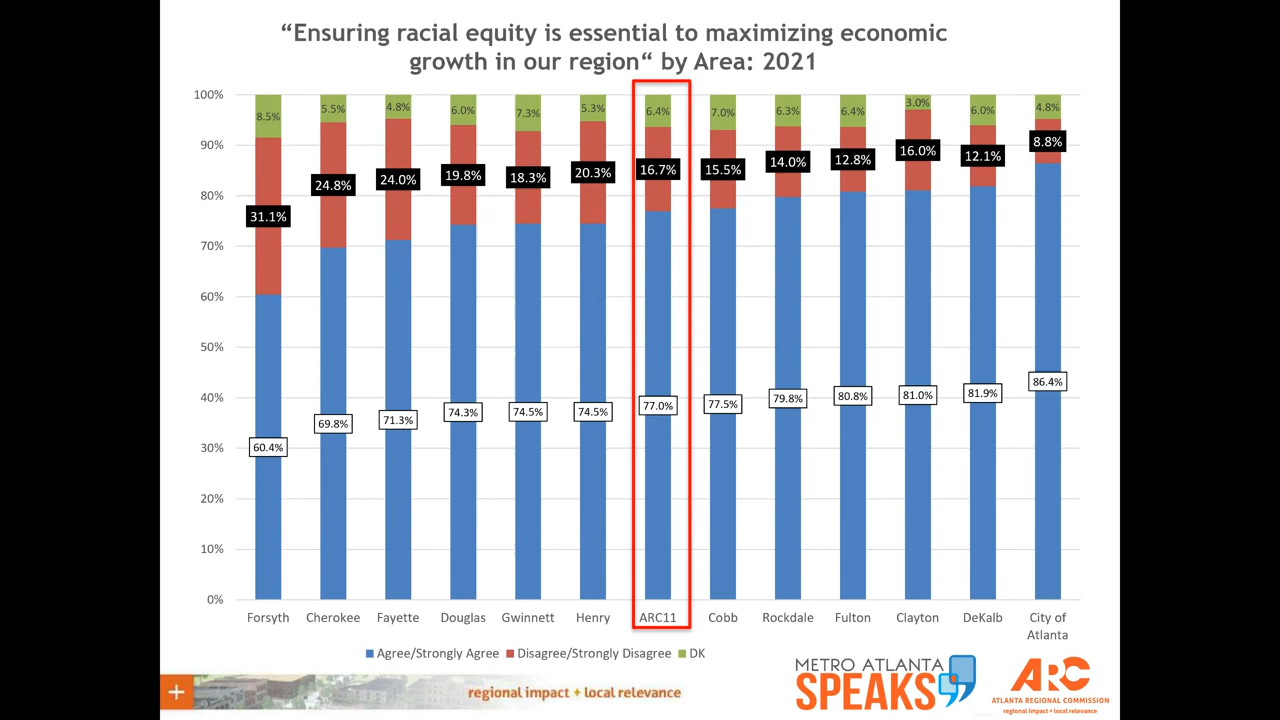 “Ensuring racial equity is essential to maximizing economic
growth in our region“ by Area: 2021
100%
90%
80%
70%
60%
50%
40%
30%
20%
10%
0%
8.5% 5.5% 4.8% 6.0% 7.3% 5.3% 6.4% 7.0% 6.3% 6.4% 3.0% 6.0% 4.8%
31.1% 24.8% 24.0% 19.8% 18.3% 20.3% 16.7% 15.5% 14.0% 12.8% 16.0% 12.1% 8.8%
60.4% 69.8% 71.3% 74.3% 74.5% 74.5% 77.0% 77.5% 79.8% 80.8% 81.0% 81.9% 86.4%
Forsyth Cherokee Fayette Douglas Gwinnett Henry ARC11 Cobb Rockdale Fulton Clayton DeKalb City of
Atlanta
Agree/Strongly Agree Disagree/Strongly Disagree DK
regional impact + local relevance
METRO ATLANTA
SPEAKS
ARC
ATLANTA REGIONAL COMMISSION
regional impact + local relevance